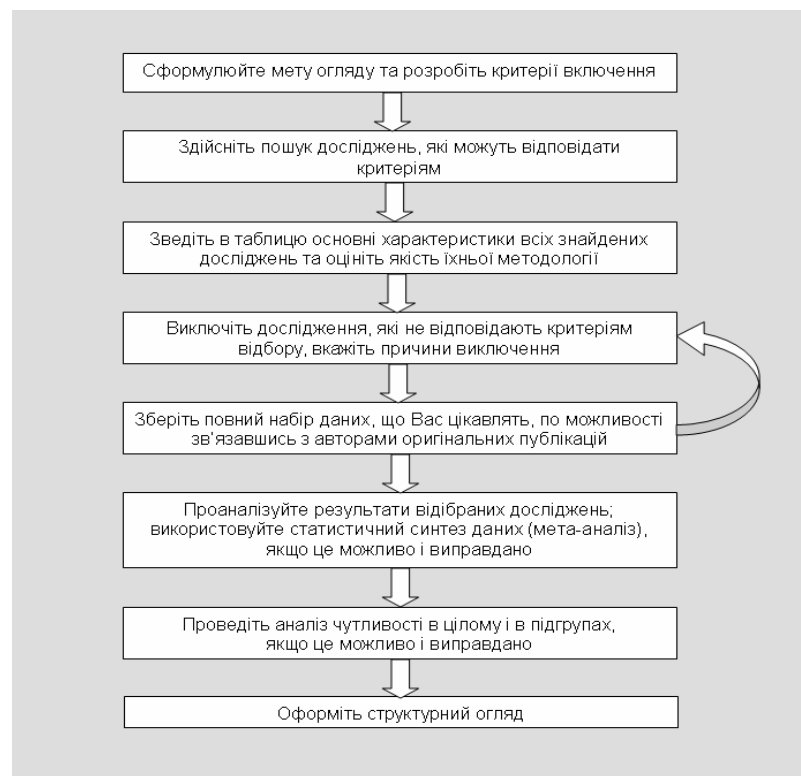 Сформулюйте мету огляду та розробіть критерії включення
Здійсніть пошук досліджень, які можуть відповідати
критеріям
Зведіть в таблицю основні характеристики всіх знайдених
досліджень та оцініть якість їхньої методології
Виключіть дослідження, які не відповідають критеріям
відбору, вкажіть причини виключення
Зберіть повний набір даних, що Вас цікавлять, по можливості
зв'язавшись з авторами оригінальних публікацій
Проаналізуйте результати відібраних досліджень;
використовуйте статистичний синтез даних (мета-аналіз),
якщо це можливо і виправдано
Проведіть аналіз чутливості в цілому і в підгрупах,
якщо це можливо і виправдано
Оформіть структурний огляд